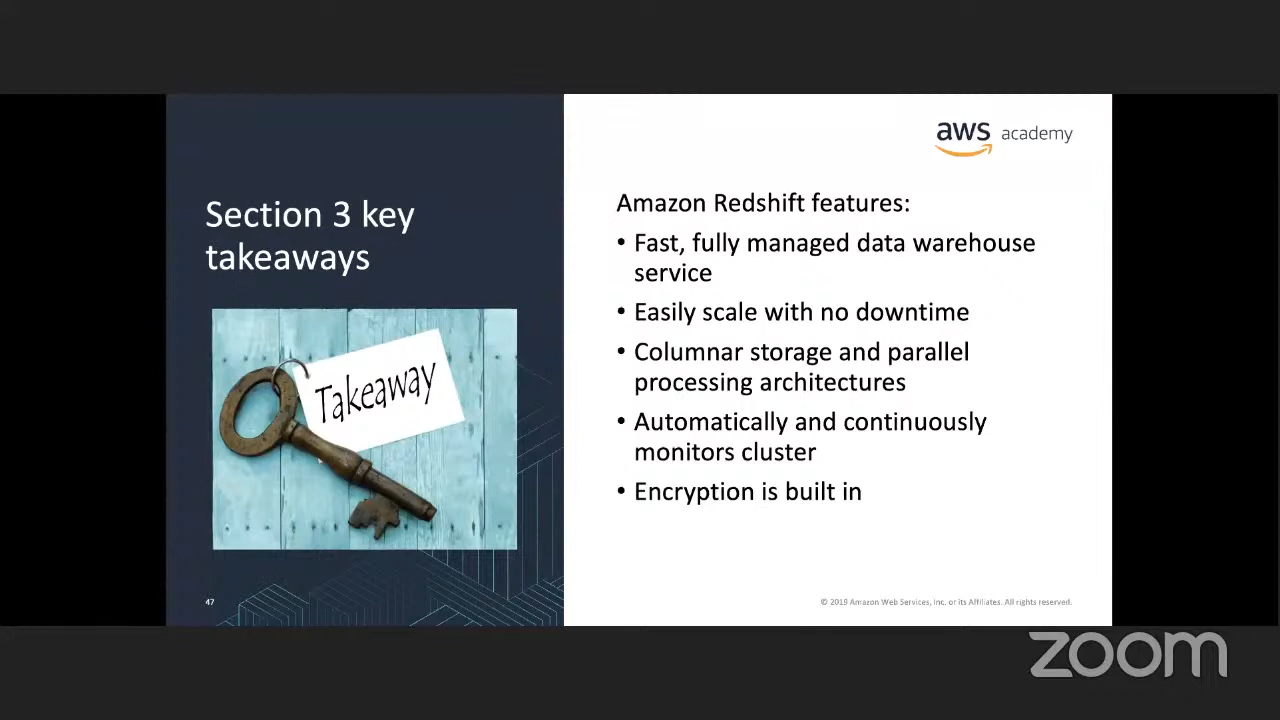 aws academy
Section 3 key
takeaways
Takeaway
Amazon Redshift features:
• Fast, fully managed data warehouse
service
• Easily scale with no downtime
• Columnar storage and parallel
processing architectures
• Automatically and continuously
monitors cluster
• Encryption is built in
47
© 2019 Amazon Web Services, Inc. or its Affiliates. All rights reserved.
zoom